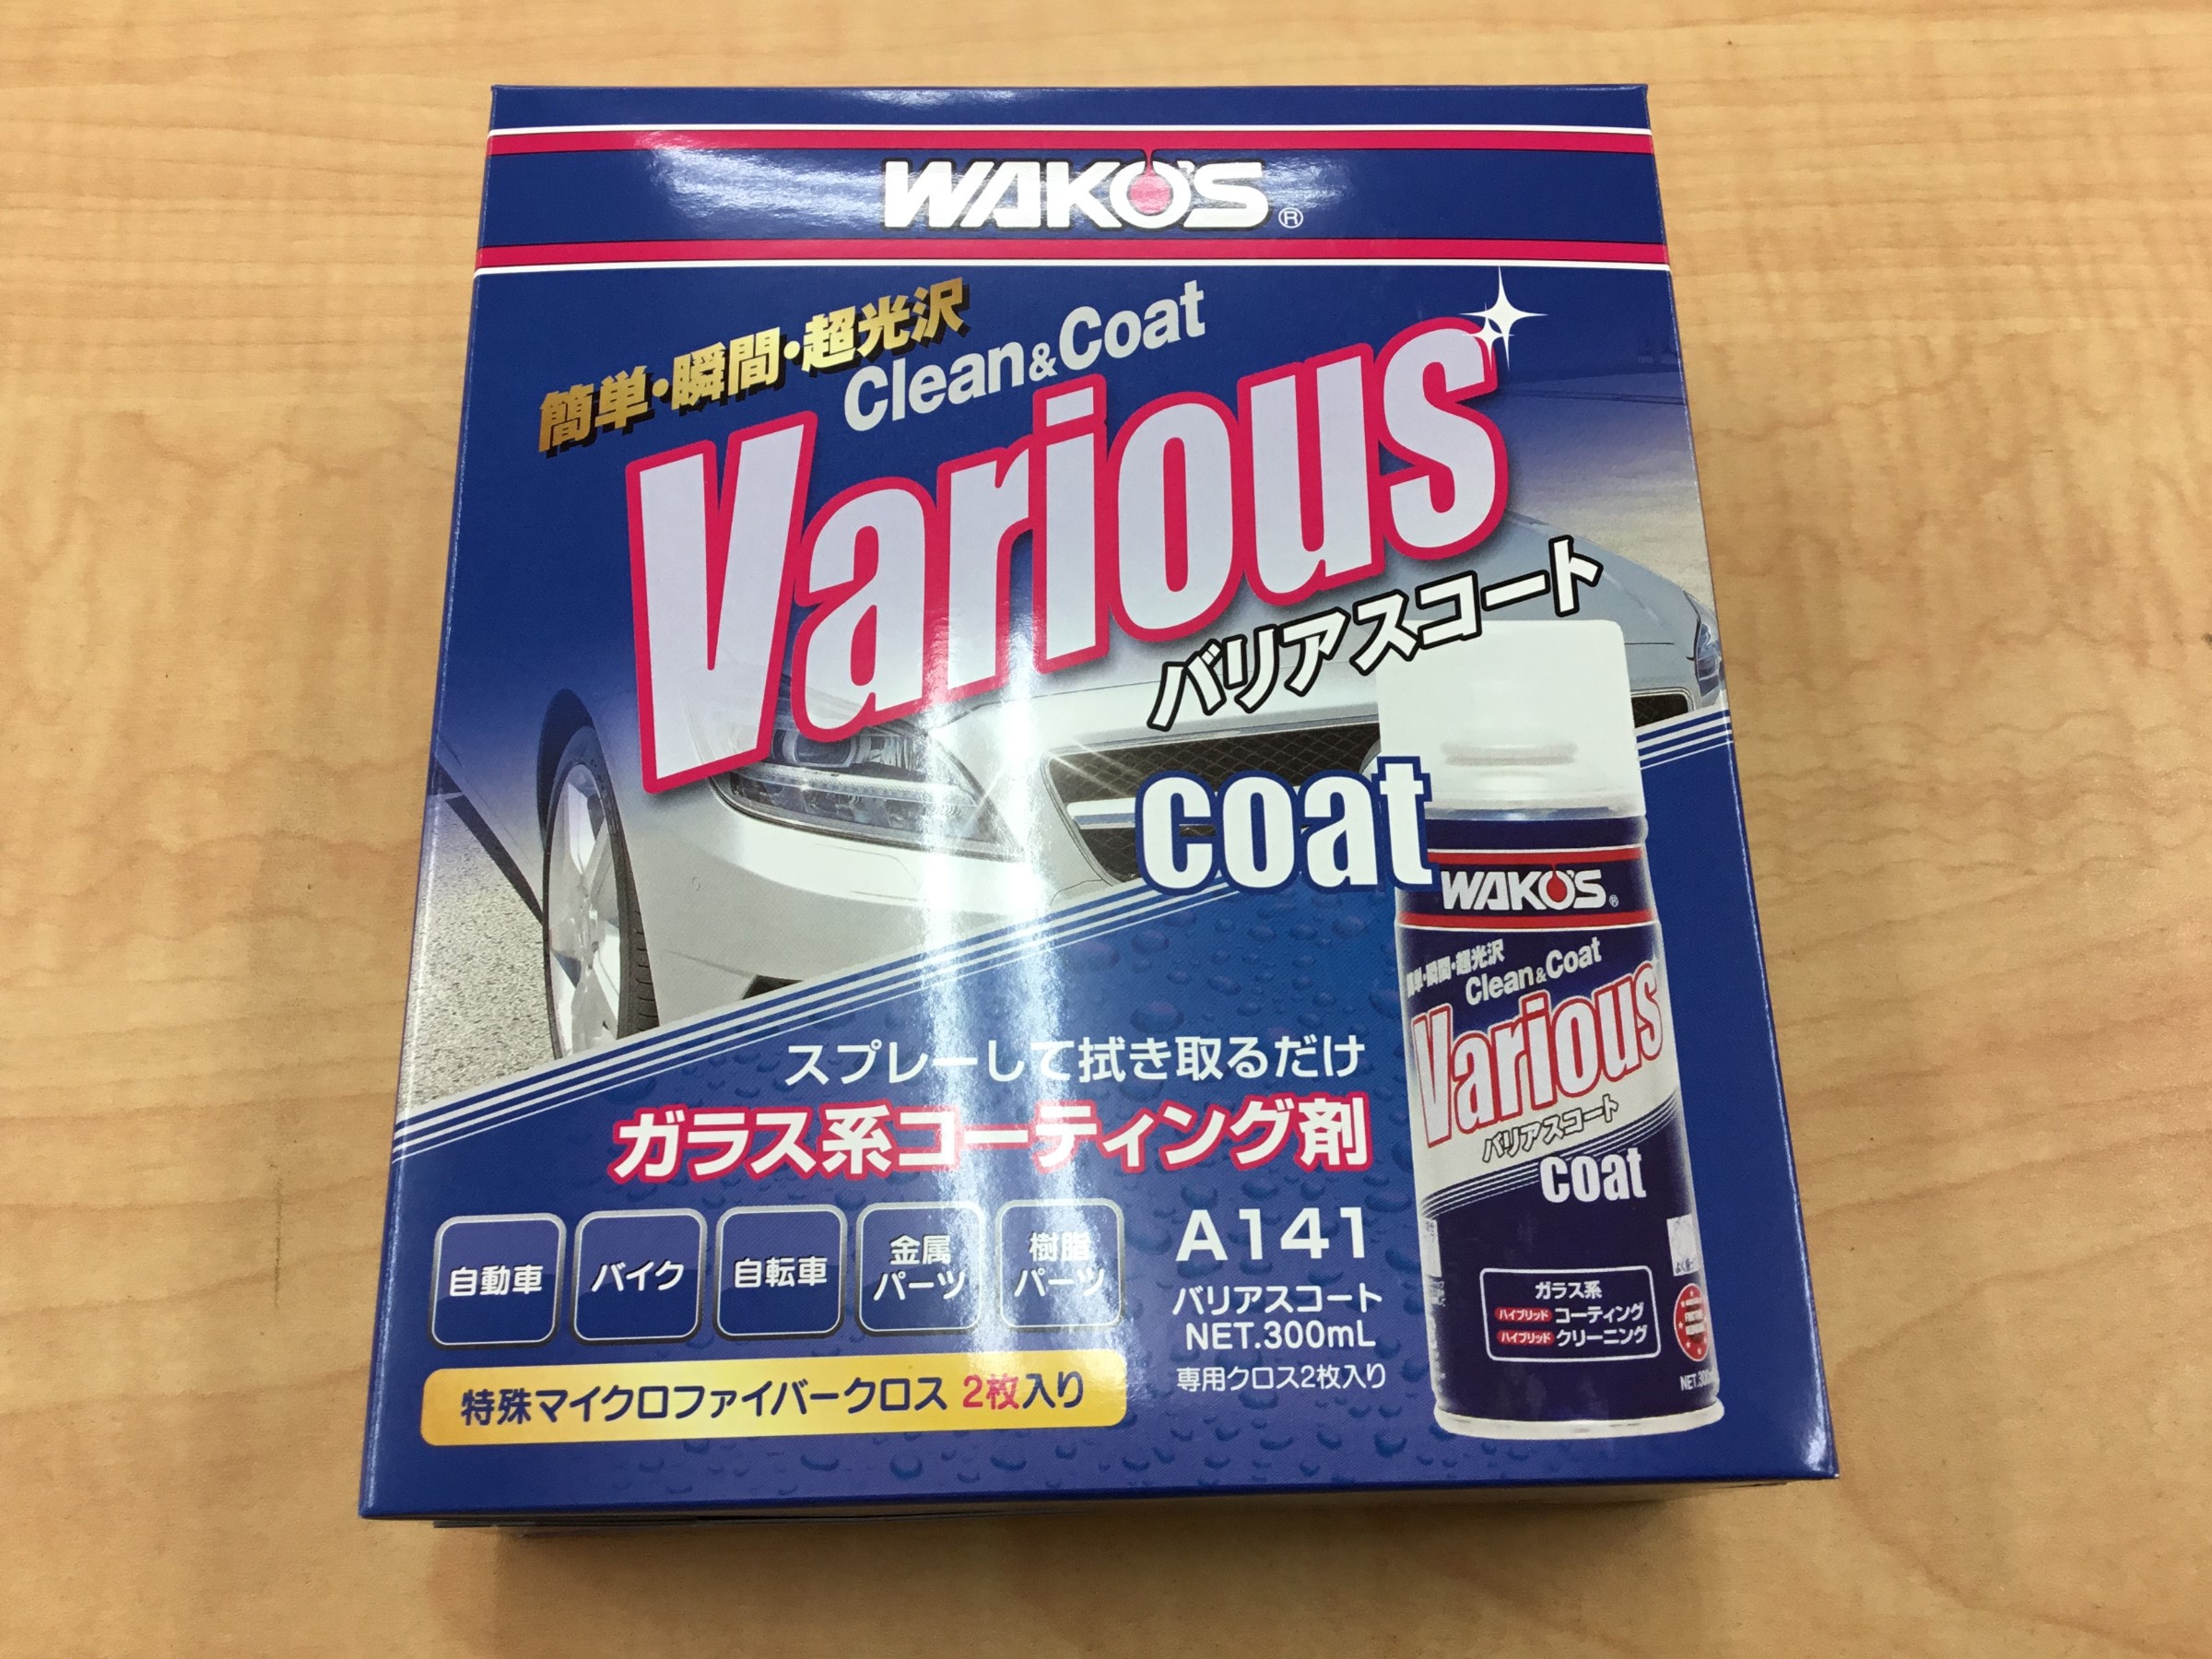 WAKO'S®
簡単・瞬間・超光沢
Clean&Coat
Various
バリアスコート
coat
スプレーして拭き取るだけ
ガラス系コーティング剤
自動車
バイク
自転車
金属
パーツ
樹脂
パーツ
A141
バリアスコート
NET.300mL
専用クロス2枚入り
特殊マイクロファイバークロス 2枚入り
WAKO'S®
簡単・瞬間・超光沢
Clean&Coat
Various
バリアスコート
coat
ガラス系
ハイブリッド コーティング
ハイブリッド クリーニング